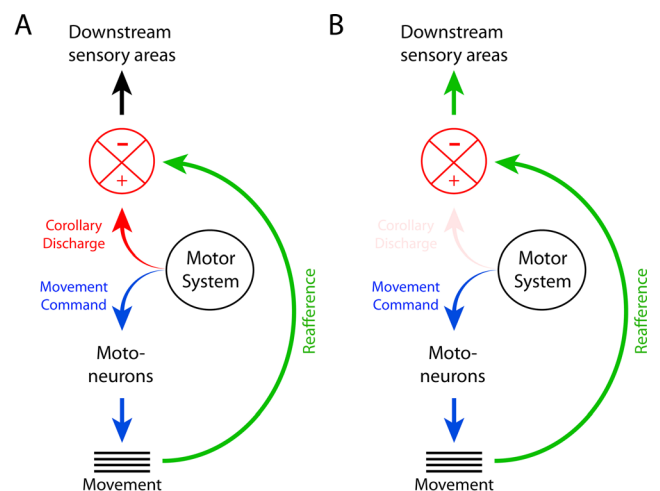 A
Downstream
sensory areas
−
+
Corollary
Discharge
Motor
System
Movement
Command
Reafference
Moto-
neurons
Movement
B
Downstream
sensory areas
−
+
Corollary
Discharge
Motor
System
Movement
Command
Reafference
Moto-
neurons
Movement